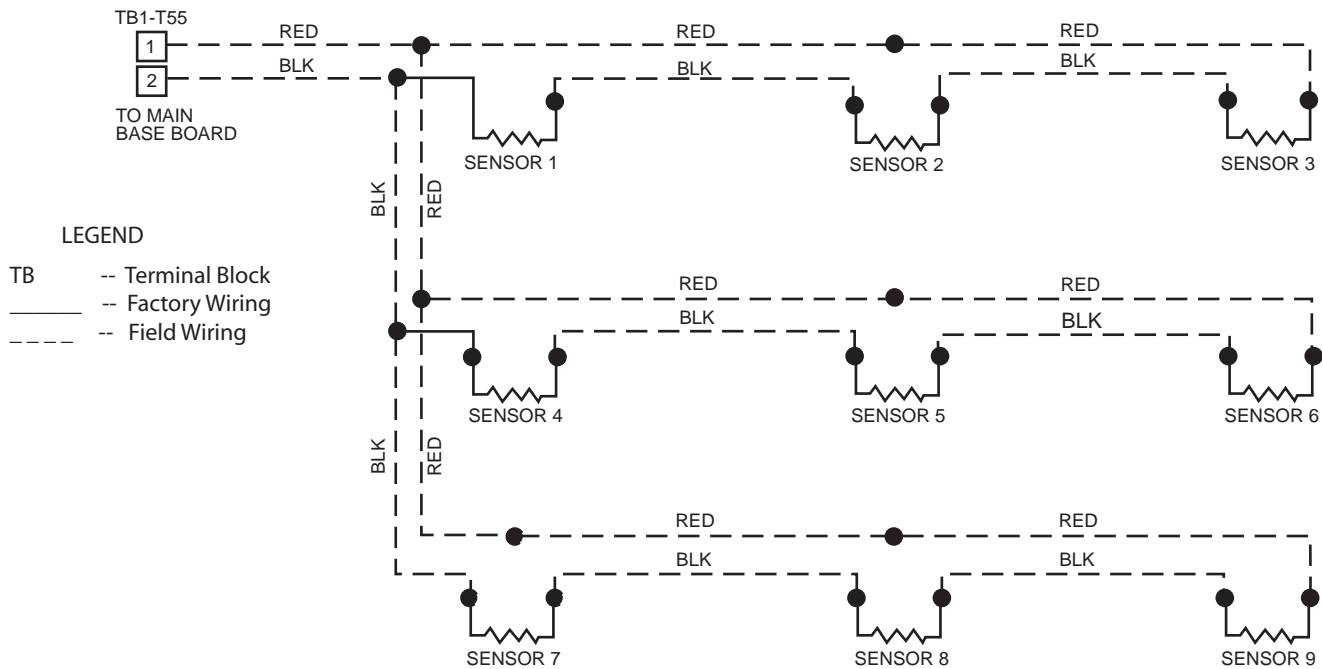 TB1-T55
1
2
TO MAIN
BASE BOARD
RED
RED
RED
BLK
BLK
BLK
SENSOR 1
SENSOR 2
SENSOR 3
BLK
RED
LEGEND
TB -- Terminal Block
______ -- Factory Wiring
_ _ _ _ -- Field Wiring
RED
RED
BLK
BLK
SENSOR 4
SENSOR 5
SENSOR 6
BLK
RED
RED
RED
BLK
BLK
SENSOR 7
SENSOR 8
SENSOR 9